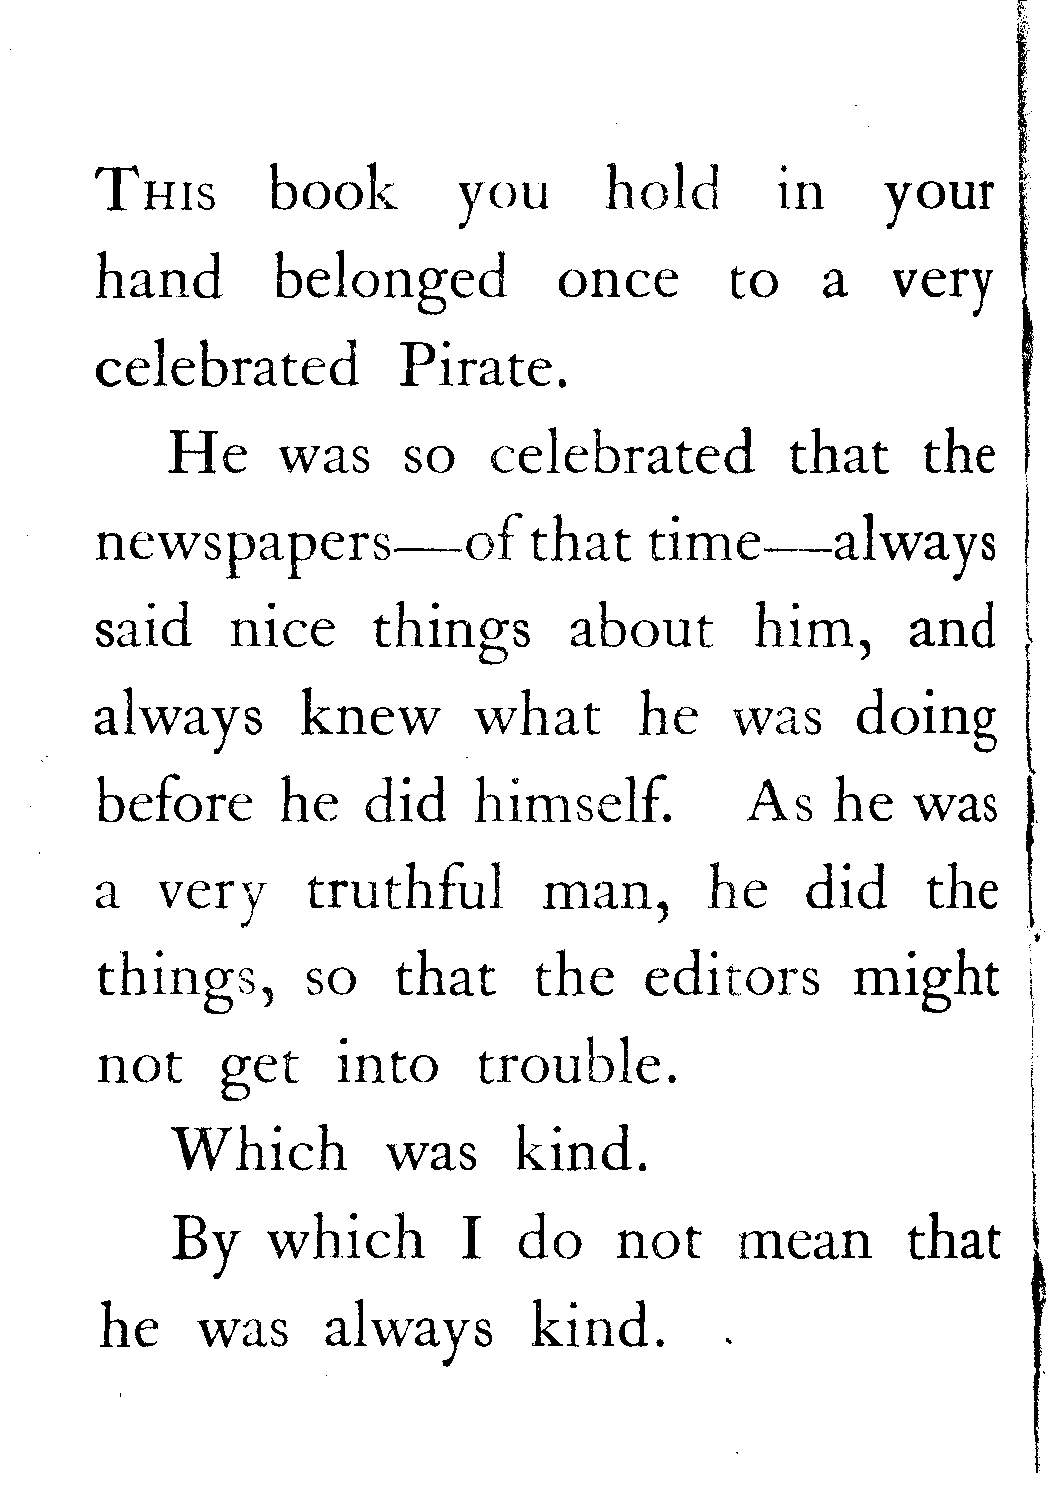 THIS book you hold in your
hand belonged once to a very
celebrated Pirate.
He was so celebrated that the
newspapers—of that time—always
said nice things about him, and
always knew what he was doing
before he did himself. As he was
a very truthful man, he did the
things, so that the editors might
not get into trouble.
Which was kind.
By which I do not mean that
he was always kind.